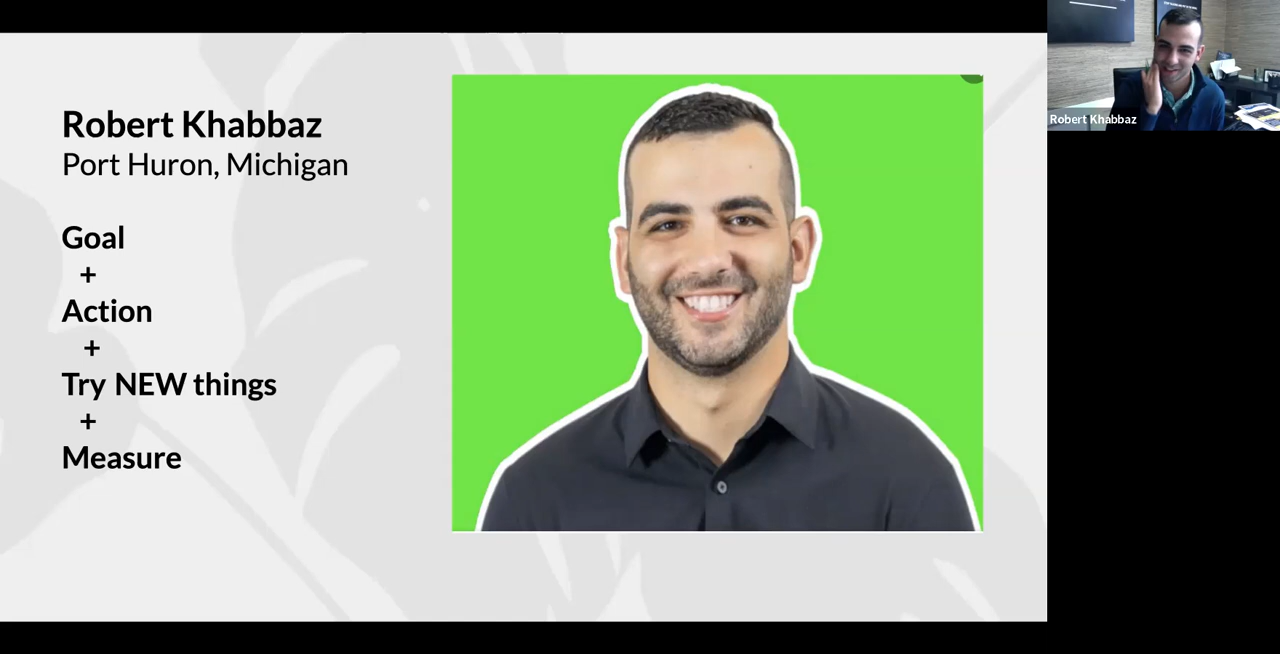 Robert Khabbaz
Port Huron, Michigan
Goal
+
Action
+
Try NEW things
+
Measure
Robert Khabbaz